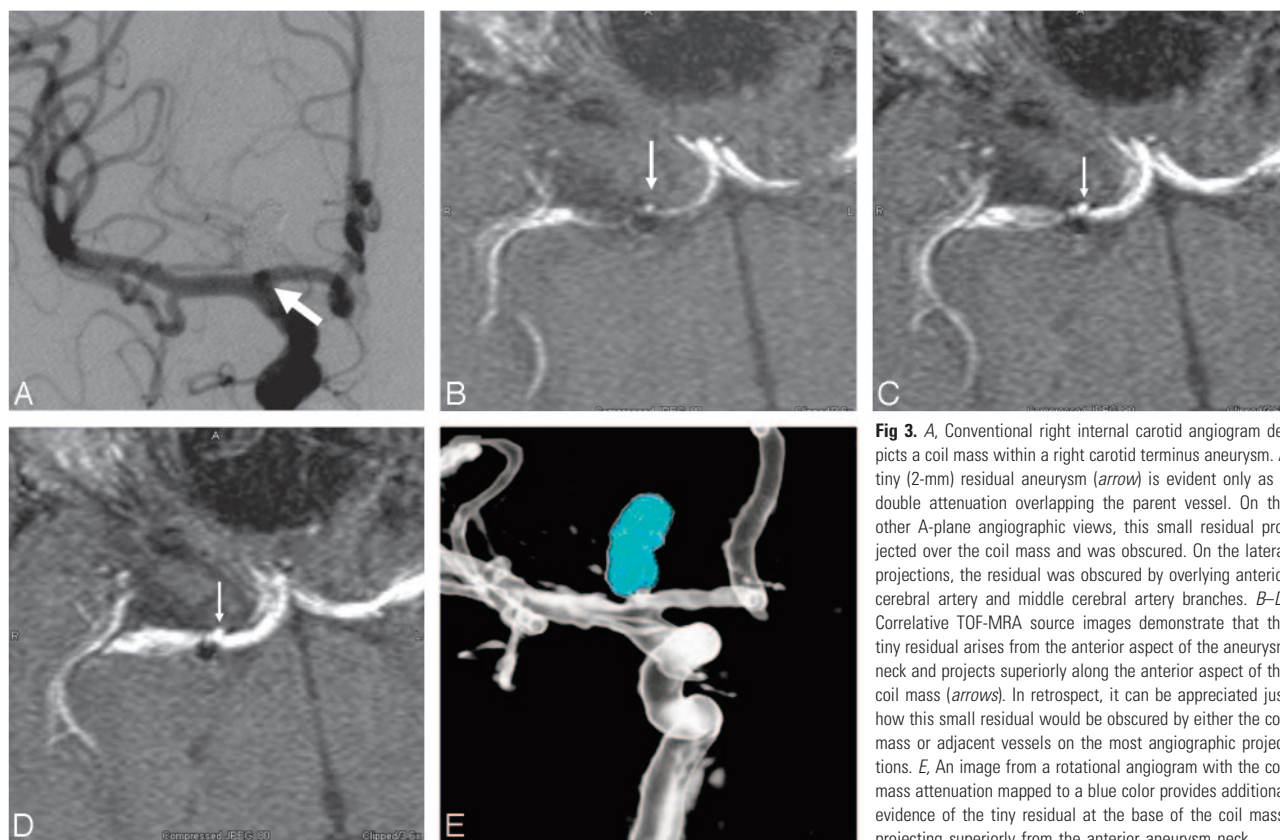 A
A
R
L
B
A
R
C
A
R
D
Compressed JPEG 80
Clipped/3.6x
E
Fig 3. A, Conventional right internal carotid angiogram de
picts a coil mass within a right carotid terminus aneurysm. A
tiny (2-mm) residual aneurysm (arrow) is evident only as
double attenuation overlapping the parent vessel. On th
other A-plane angiographic views, this small residual pro
jected over the coil mass and was obscured. On the latera
projections, the residual was obscured by overlying anterio
cerebral artery and middle cerebral artery branches. B–D
Correlative TOF-MRA source images demonstrate that th
tiny residual arises from the anterior aspect of the aneurysm
neck and projects superiorly along the anterior aspect of th
coil mass (arrows). In retrospect, it can be appreciated jus
how this small residual would be obscured by either the co
mass or adjacent vessels on the most angiographic projec
tions. E, An image from a rotational angiogram with the co
mass attenuation mapped to a blue color provides additiona
evidence of the tiny residual at the base of the coil mass
projecting superiorly from the anterior aneurysm neck.